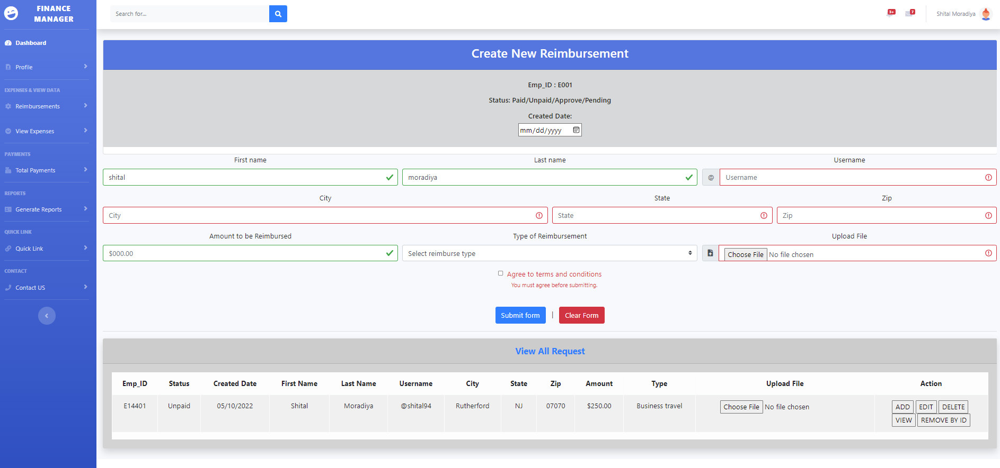 FINANCE
MANAGER
Search for...
3+
7
Shital Moradiya
Dashboard
Profile
EXPENSES & VIEW DATA
Reimbursements
View Expenses
PAYMENTS
Total Payments
REPORTS
Generate Reports
QUICK LINK
Quick Link
CONTACT
Contact US
Create New Reimbursement
Emp_ID : E001
Status: Paid/Unpaid/Approve/Pending
Created Date:
mm/dd/yyyy
First name Last name Username
shital moradiya @ Username
City State Zip
City State Zip
Amount to be Reimbursed Type of Reimbursement Upload File
$000.00 Select reimburse type Choose File No file chosen
Agree to terms and conditions
You must agree before submitting.
Submit form | Clear Form
View All Request
Emp_ID Status Created Date First Name Last Name Username City State Zip Amount Type Upload File Action
E14401 Unpaid 05/10/2022 Shital Moradiya @shital94 Rutherford NJ 07070 $250.00 Business travel Choose File No file chosen ADD EDIT DELETE
VIEW REMOVE BY ID